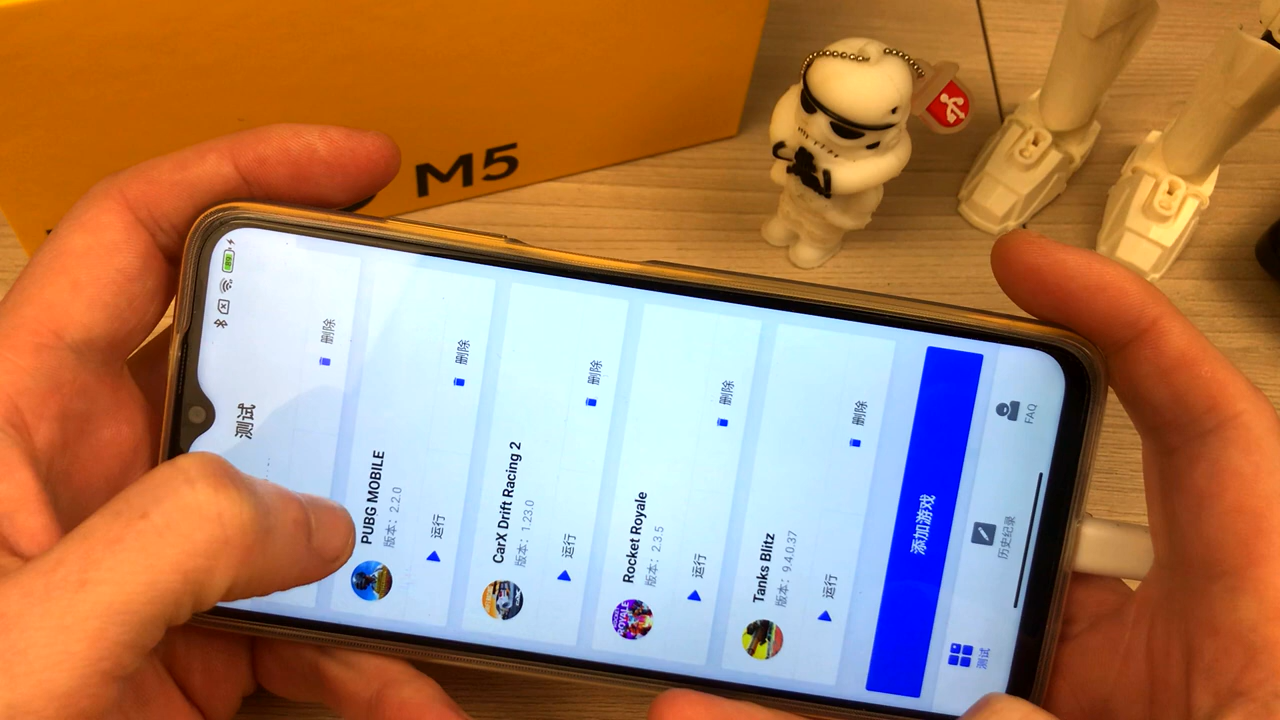 M5
测试
删除
PUBG MOBILE
版本：2.2.0
运行
删除
CarX Drift Racing 2
版本：1.23.0
运行
删除
Rocket Royale
版本：2.3.5
运行
删除
Tanks Blitz
版本：9.4.0.37
运行
删除
添加游戏
测试
历史纪录
FAQ